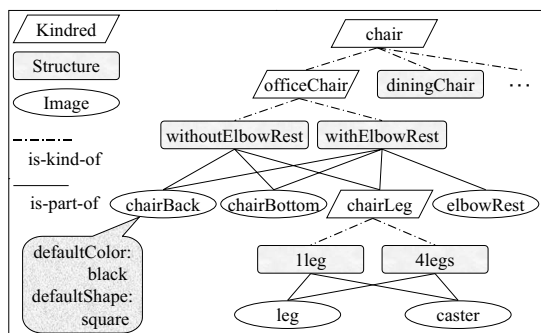 Kindred
chair
Structure
officeChair
diningChair
...
Image
withoutElbowRest
withElbowRest
is-kind-of
is-part-of
chairBack
chairBottom
chairLeg
elbowRest
defaultColor:
black
defaultShape:
square
1leg
4legs
leg
caster